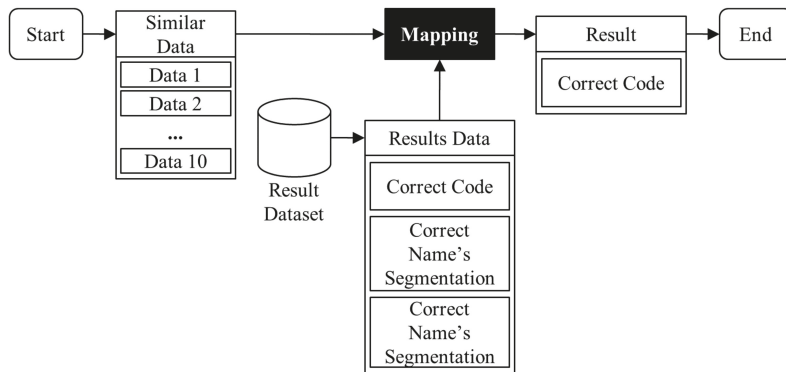 Start
Similar
Data
Data 1
Data 2
...
Data 10
Mapping
Result
Correct Code
End
Result
Dataset
Results Data
Correct Code
Correct
Name's
Segmentation
Correct
Name's
Segmentation